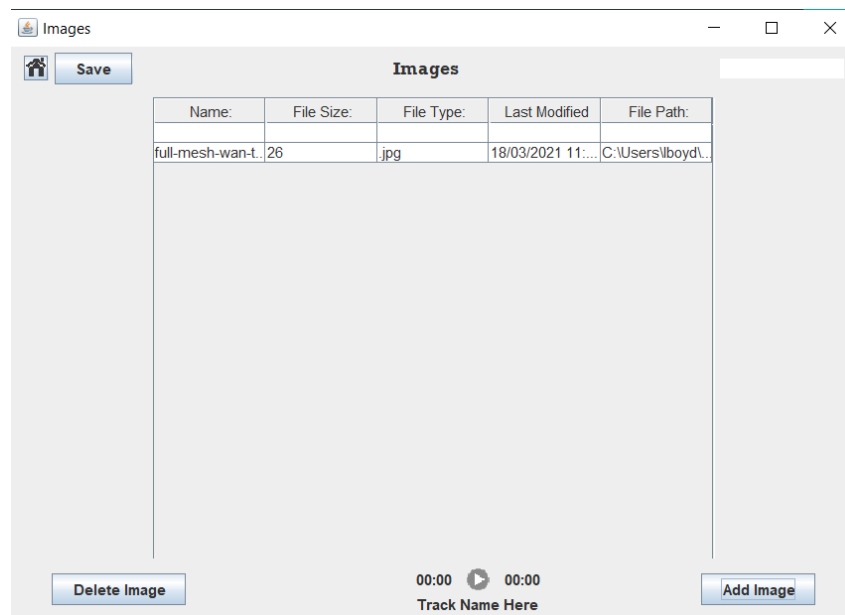 Images
Save
Images
Name: File Size: File Type: Last Modified File Path:
full-mesh-wan-t.. 26 .jpg 18/03/2021 11:... C:\Users\lboyd\...
00:00 00:00
Delete Image Add Image
Track Name Here